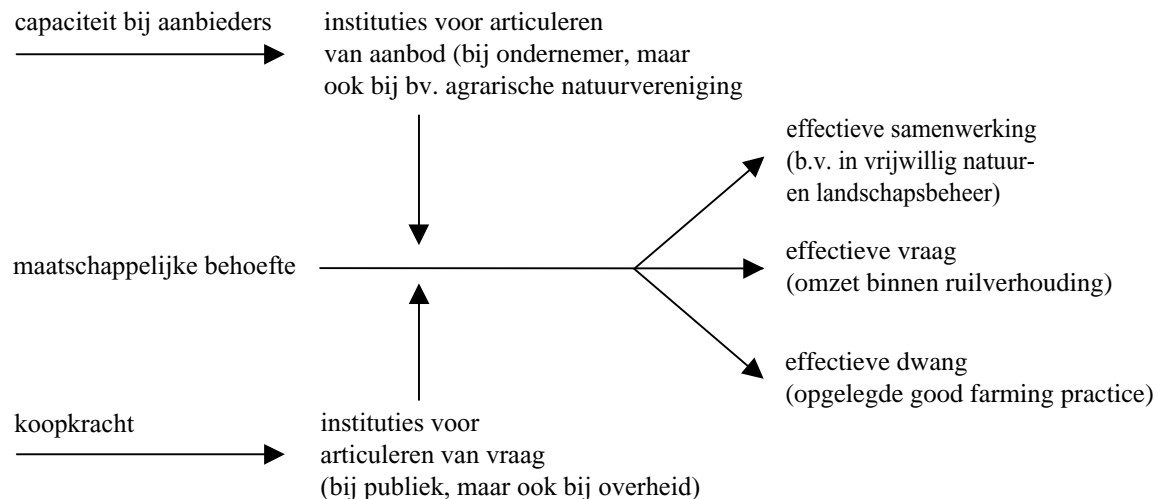 capaciteit bij aanbieders
instituties voor articuleren
van aanbod (bij ondernemer, maar
ook bij bv. agrarische natuurvereniging
effectieve samenwerking
(b.v. in vrijwillig natuur-
en landschapsbeheer)
maatschappelijke behoefte
effectieve vraag
(omzet binnen ruilverhouding)
effectieve dwang
(opgelegde good farming practice)
koopkracht
instituties voor
articuleren van vraag
(bij publiek, maar ook bij overheid)